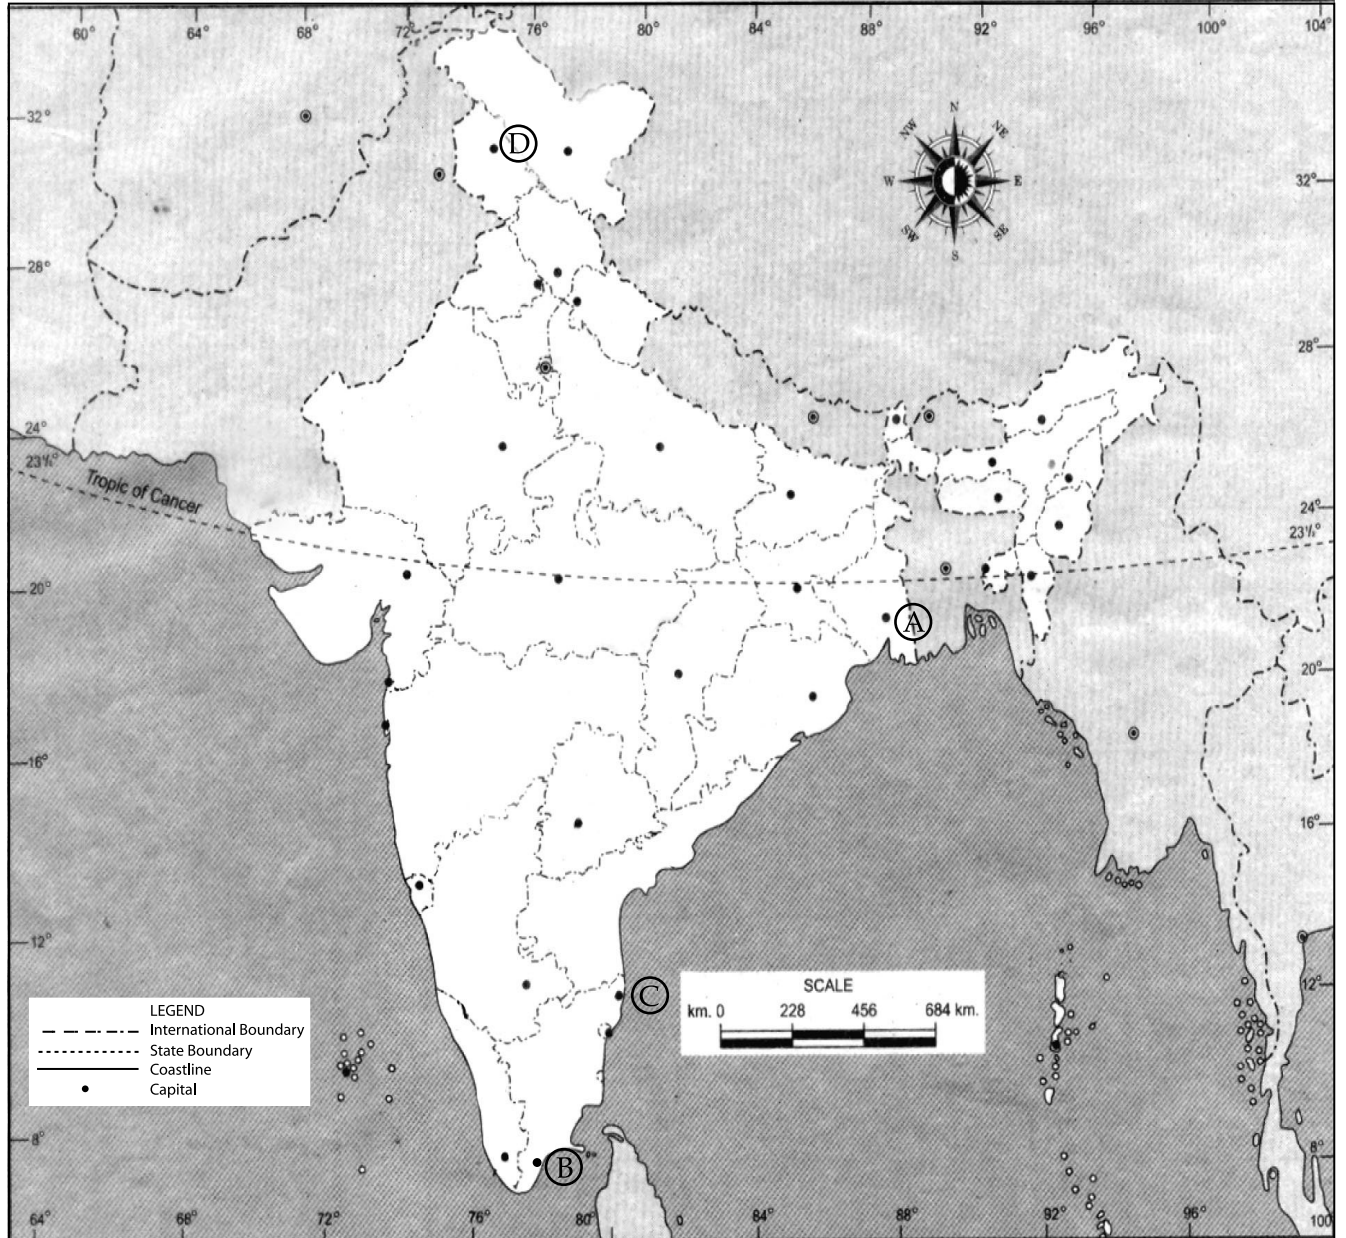 60° 68° 72° 76° 80° 84° 88° 92° 96° 100° 104°
32°
N
NW NE
W E
SW SE
S
32°
D
28°
28°
24°
23½°
Tropic of Cancer
24°
23½°
20°
A
20°
16°
16°
12°
12°
C
SCALE
km. 0 228 456 684 km.
LEGEND
International Boundary
State Boundary
Coastline
Capital
8°
8°
B
64° 68° 72° 76° 80° 0 84° 88° 92° 96° 100